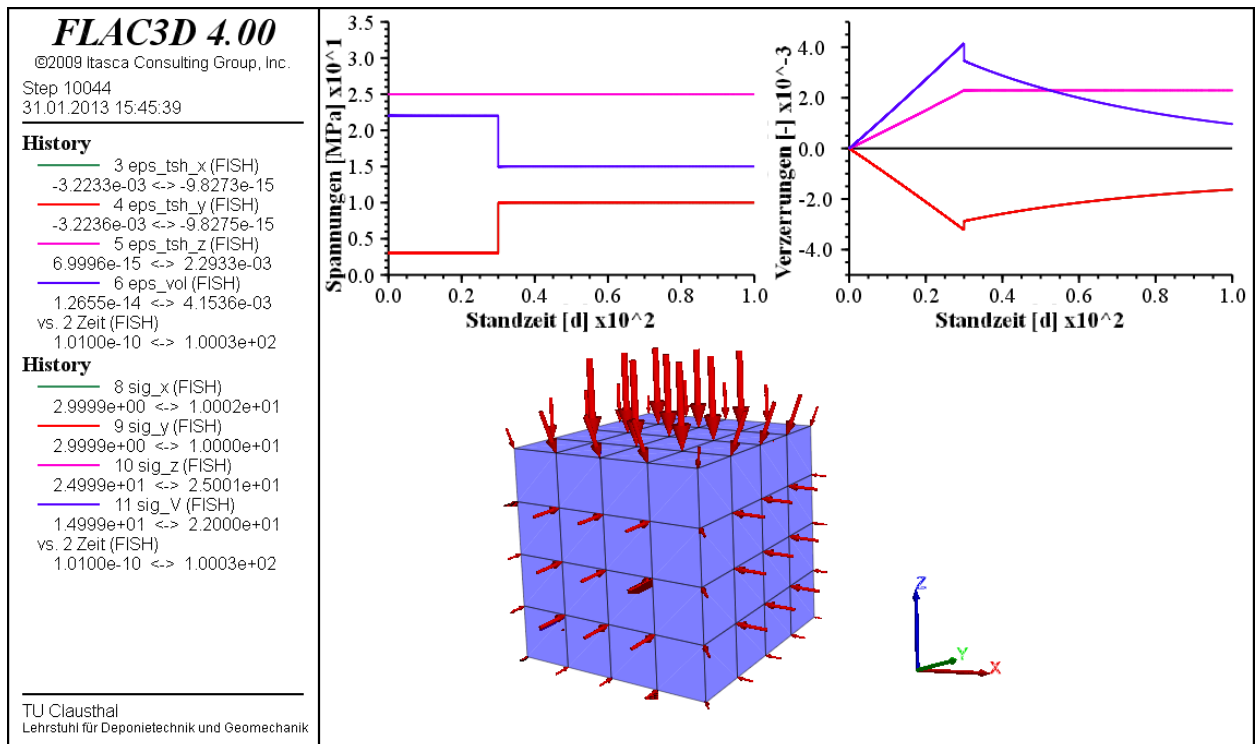 FLAC3D 4.00
©2009 Itasca Consulting Group, Inc.
Step 10044
31.01.2013 15:45:39
History
3 eps_tsh_x (FISH)
-3.2233e-03 <-> -9.8273e-15
4 eps_tsh_y (FISH)
-3.2236e-03 <-> -9.8275e-15
5 eps_tsh_z (FISH)
6.9996e-15 <-> 2.2933e-03
6 eps_vol (FISH)
1.2655e-14 <-> 4.1536e-03
vs. 2 Zeit (FISH)
1.0100e-10 <-> 1.0003e+02
History
8 sig_x (FISH)
2.9999e+00 <-> 1.0002e+01
9 sig_y (FISH)
2.9999e+00 <-> 1.0000e+01
10 sig_z (FISH)
2.4999e+01 <-> 2.5001e+01
11 sig_V (FISH)
1.4999e+01 <-> 2.2000e+01
vs. 2 Zeit (FISH)
1.0100e-10 <-> 1.0003e+02
TU Clausthal
Lehrstuhl für Deponietechnik und Geomechanik
Spannungen [MPa] x10^1
3.5
3.0
2.5
2.0
1.5
1.0
0.5
0.0
0.0 0.2 0.4 0.6 0.8 1.0
Standzeit [d] x10^2
Verzerrungen [-] x10^-3
4.0
2.0
0.0
-2.0
-4.0
0.0 0.2 0.4 0.6 0.8 1.0
Standzeit [d] x10^2
Z
Y
X